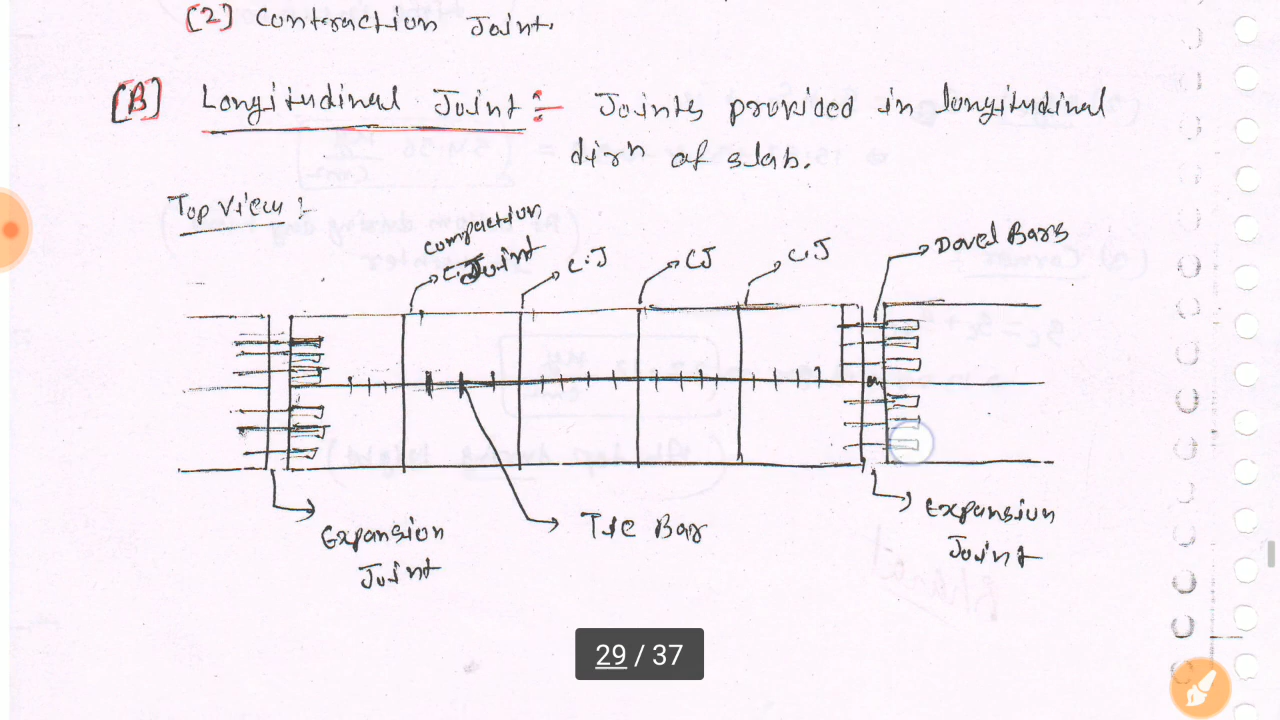 [2] Contraction Joint.
[B] Longitudinal Joint :- Joints provided in longitudinal
dirn of slab.
Top View :-
compaction
C.Joint
C.J
CJ
C.J
Dovel Bars
Expansion
Joint
Tie Bar
Expansion
Joint
29 / 37